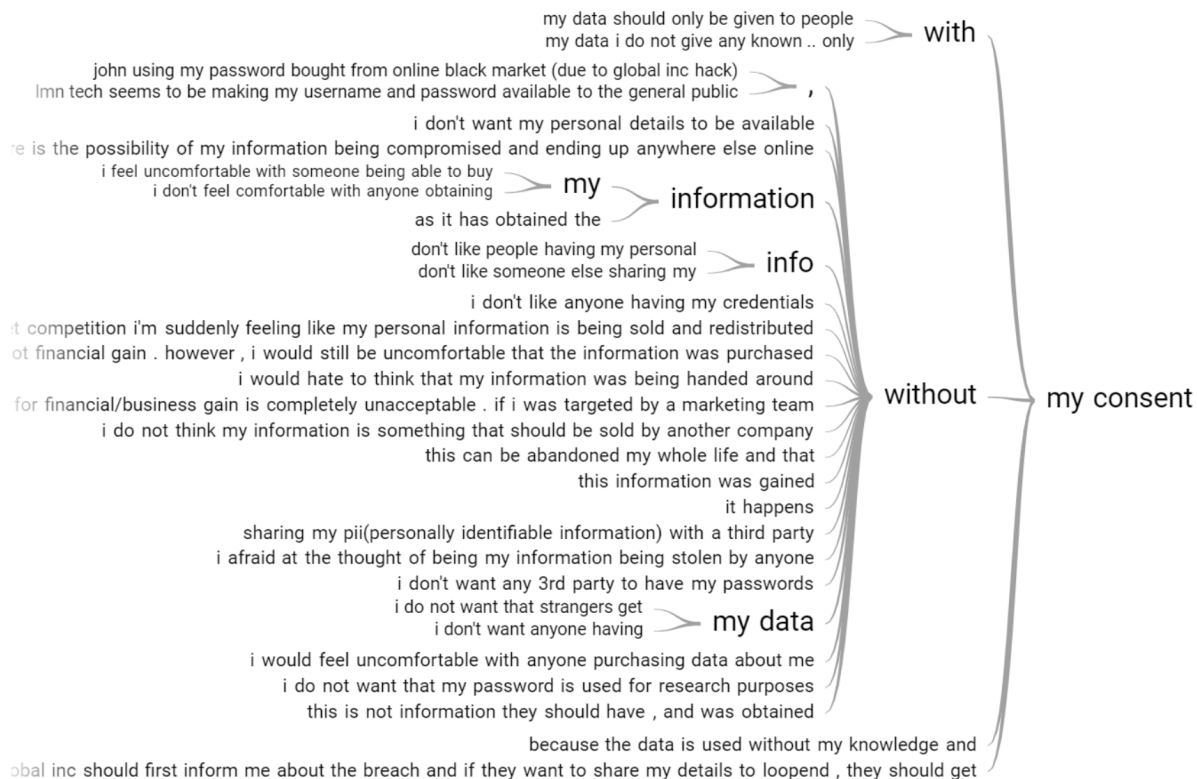 my data should only be given to people
my data i do not give any known .. only
with
john using my password bought from online black market (due to global inc hack)
lmn tech seems to be making my username and password available to the general public
,
i don't want my personal details to be available
is the possibility of my information being compromised and ending up anywhere else online
i feel uncomfortable with someone being able to buy
i don't feel comfortable with anyone obtaining
my
information
as it has obtained the
don't like people having my personal
don't like someone else sharing my
info
i don't like anyone having my credentials
competition i'm suddenly feeling like my personal information is being sold and redistributed
financial gain . however , i would still be uncomfortable that the information was purchased
i would hate to think that my information was being handed around
without
my consent
for financial/business gain is completely unacceptable . if i was targeted by a marketing team
i do not think my information is something that should be sold by another company
this can be abandoned my whole life and that
this information was gained
it happens
sharing my pii(personally identifiable information) with a third party
i afraid at the thought of being my information being stolen by anyone
i don't want any 3rd party to have my passwords
i do not want that strangers get
i don't want anyone having
my data
i would feel uncomfortable with anyone purchasing data about me
i do not want that my password is used for research purposes
this is not information they should have , and was obtained
because the data is used without my knowledge and
obal inc should first inform me about the breach and if they want to share my details to loopend , they should get